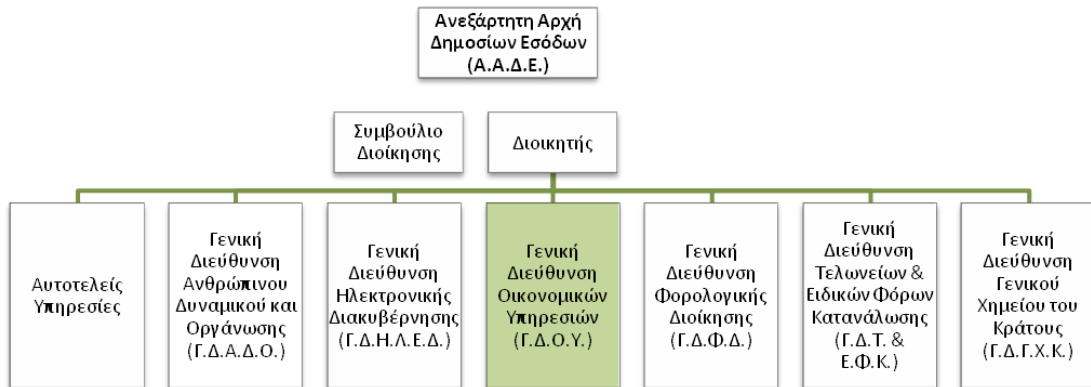 Ανεξάρτητη Αρχή
Δημοσίων Εσόδων
(Α.Α.Δ.Ε.)
Συμβούλιο
Διοίκησης
Διοικητής
Αυτοτελείς
Υπηρεσίες
Γενική
Διεύθυνση
Ανθρώπινου
Δυναμικού και
Οργάνωσης
(Γ.Δ.Α.Δ.Ο.)
Γενική
Διεύθυνση
Ηλεκτρονικής
Διακυβέρνησης
(Γ.Δ.Η.Λ.Ε.Δ.)
Γενική
Διεύθυνση
Οικονομικών
Υπηρεσιών
(Γ.Δ.Ο.Υ.)
Γενική
Διεύθυνση
Φορολογικής
Διοίκησης
(Γ.Δ.Φ.Δ.)
Γενική
Διεύθυνση
Τελωνείων &
Ειδικών Φόρων
Κατανάλωσης
(Γ.Δ.Τ. &
Ε.Φ.Κ.)
Γενική
Διεύθυνση
Γενικού
Χημείου του
Κράτους
(Γ.Δ.Γ.Χ.Κ.)